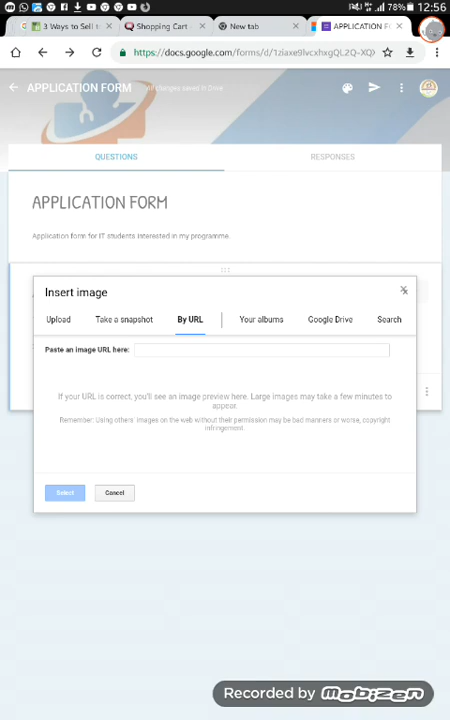 78% 12:56
3 Ways to Sell t
Shopping Cart
New tab
APPLICATION F
https://docs.google.com/forms/d/1ziaxe9lvcxhxgQL2Q-XQX
APPLICATION FORM
All changes saved in Drive
QUESTIONS
RESPONSES
APPLICATION FORM
Application form for IT students interested in my programme.
Insert image
Upload
Take a snapshot
By URL
Your albums
Google Drive
Search
Paste an image URL here:
If your URL is correct, you'll see an image preview here. Large images may take a few minutes to
appear.
Remember: Using others' images on the web without their permission may be bad manners or worse, copyright
infringement.
Select
Cancel
Recorded by mobizen